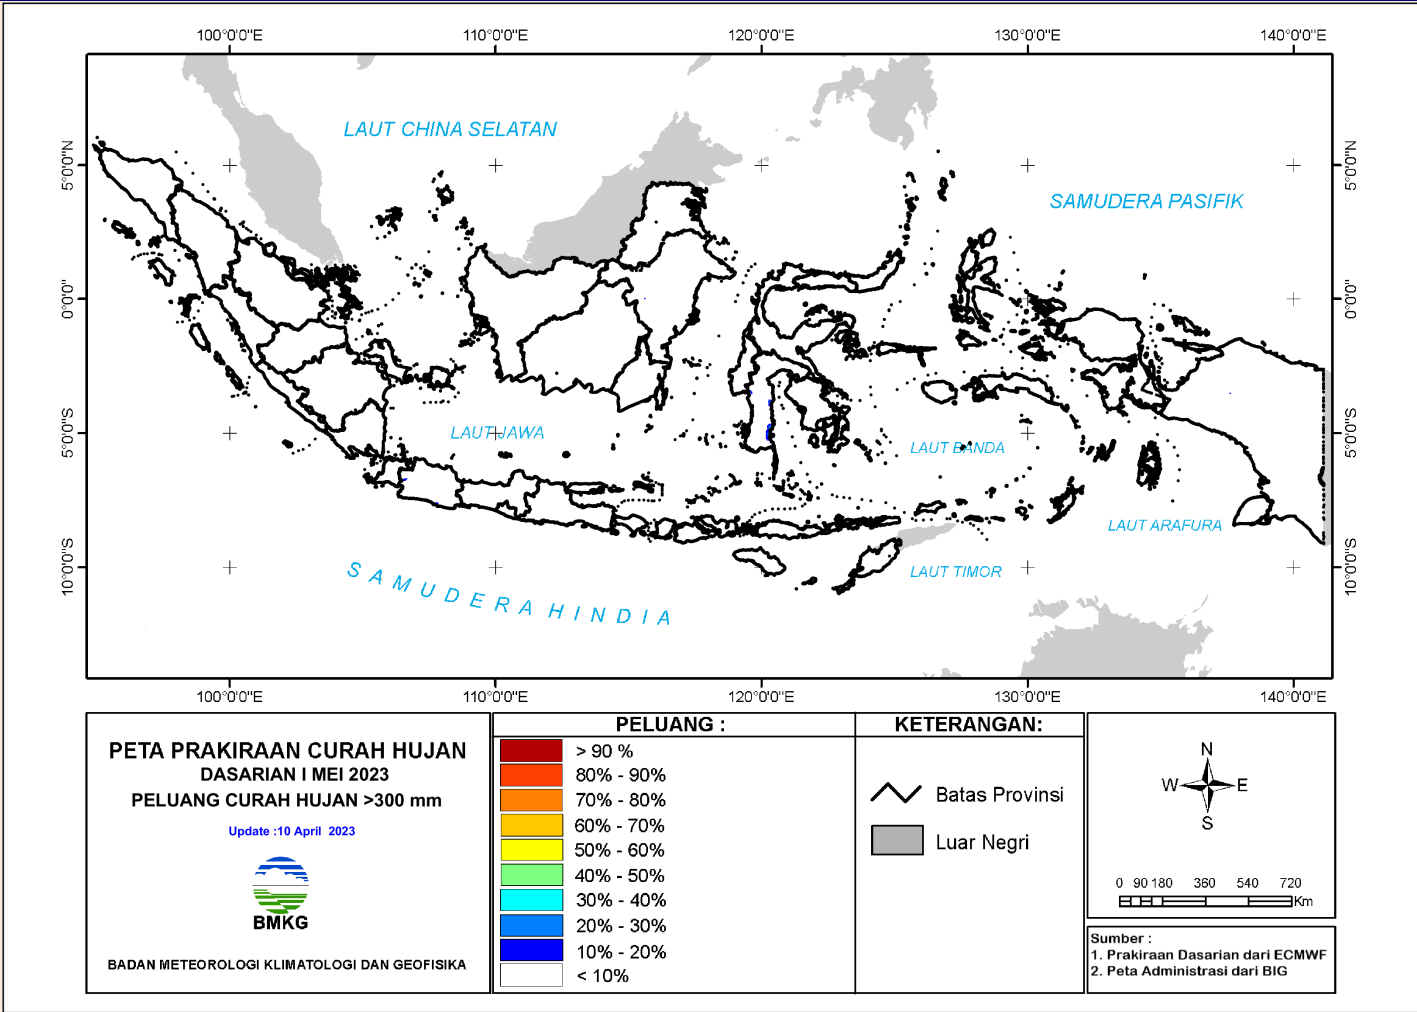 100°0'0"E 110°0'0"E 120°0'0"E 130°0'0"E 140°0'0"E
LAUT CHINA SELATAN
5°0'0"N 5°0'0"N
SAMUDERA PASIFIK
0°0'0" 0°0'0"
LAUT JAWA
5°0'0"S 5°0'0"S
LAUT BANDA
LAUT ARAFURA
10°0'0"S 10°0'0"S
LAUT TIMOR
SAMUDERA HINDIA
100°0'0"E 110°0'0"E 120°0'0"E 130°0'0"E 140°0'0"E
PETA PRAKIRAAN CURAH HUJAN
DASARIAN I MEI 2023
PELUANG CURAH HUJAN >300 mm
Update :10 April 2023
BMKG
BADAN METEOROLOGI KLIMATOLOGI DAN GEOFISIKA
PELUANG :
> 90 %
80% - 90%
70% - 80%
60% - 70%
50% - 60%
40% - 50%
30% - 40%
20% - 30%
10% - 20%
< 10%
KETERANGAN:
Batas Provinsi
Luar Negri
N
W E
S
0 90 180 360 540 720
Km
Sumber :
1. Prakiraan Dasarian dari ECMWF
2. Peta Administrasi dari BIG